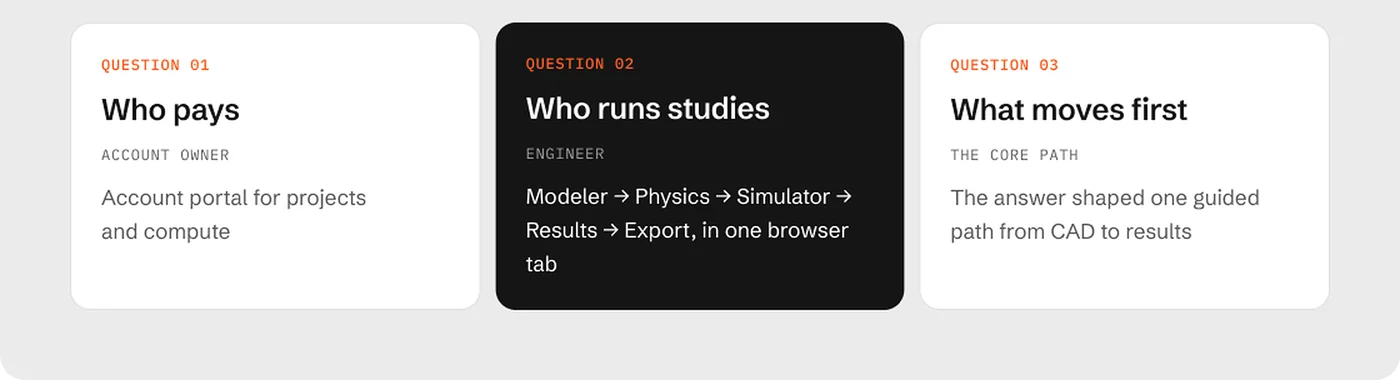 QUESTION 01
Who pays
ACCOUNT OWNER
Account portal for projects
and compute
QUESTION 02
Who runs studies
ENGINEER
Modeler → Physics → Simulator →
Results → Export, in one browser
tab
QUESTION 03
What moves first
THE CORE PATH
The answer shaped one guided
path from CAD to results